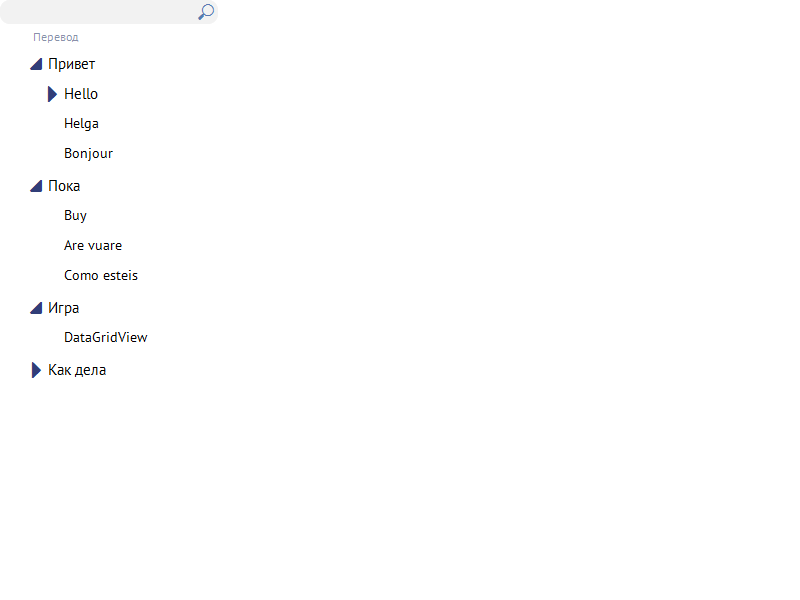 Перевод
Привет
Hello
Helga
Bonjour
Пока
Buy
Are vuare
Como esteis
Игра
DataGridView
Как дела